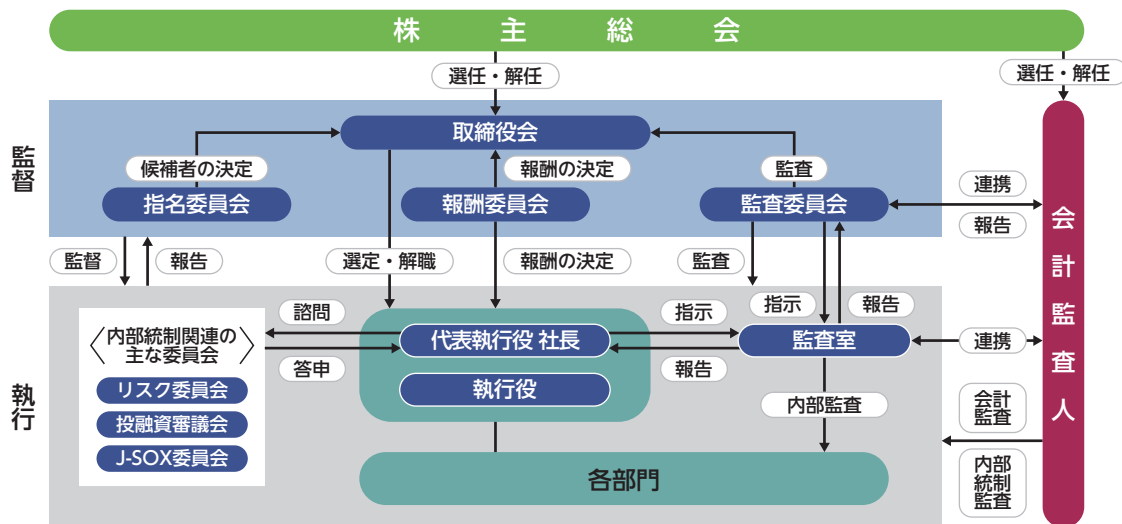 株主総会
選任・解任
選任・解任
監督
取締役会
候補者の決定
報酬の決定
監査
指名委員会
報酬委員会
監査委員会
連携
報告
会計監査人
監督
報告
選定・解職
報酬の決定
監査
執行
諮問
指示
指示
報告
〈内部統制関連の
主な委員会〉
代表執行役 社長
監査室
連携
答申
報告
リスク委員会
執行役
内部監査
会計
監査
投融資審議会
J-SOX委員会
各部門
内部
統制
監査